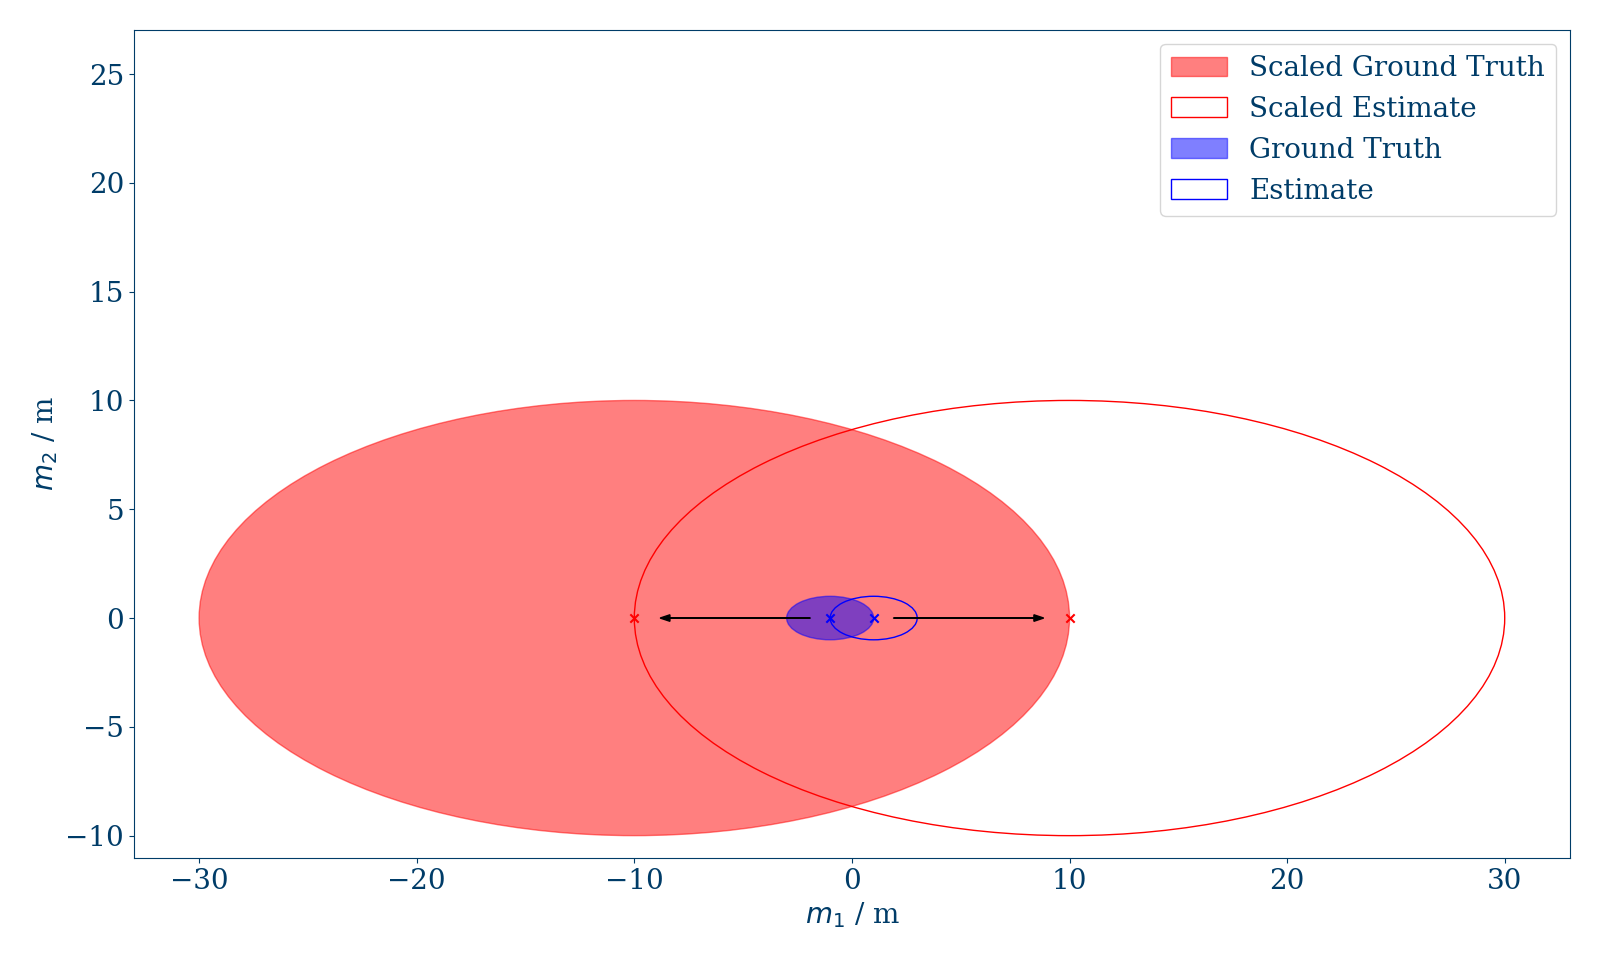 Scaled Ground Truth
Scaled Estimate
Ground Truth
Estimate
25
20
15
10
5
0
−5
−10
m₂ / m
−30 −20 −10 0 10 20 30
m₁ / m